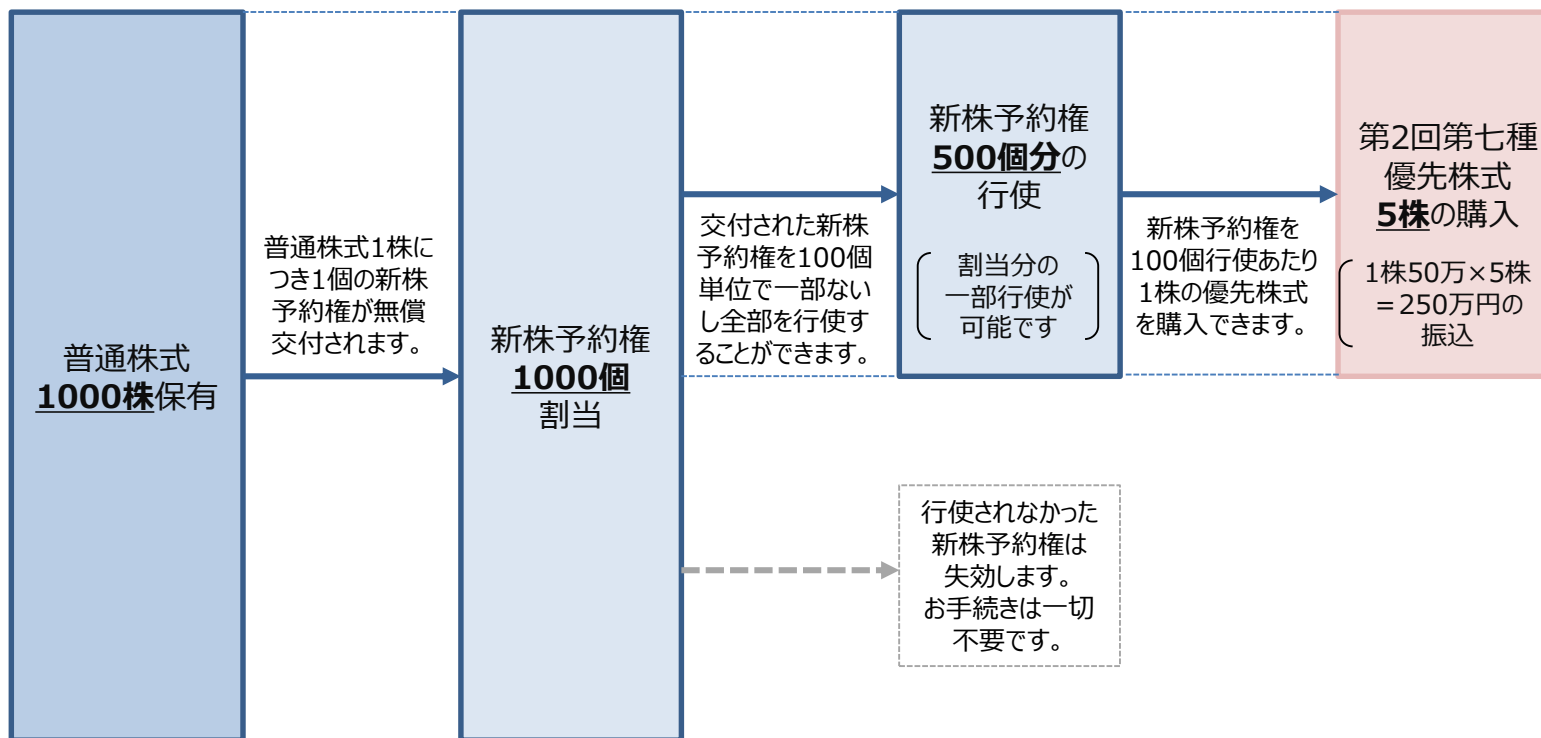 普通株式
1000株保有
普通株式1株に
つき1個の新株
予約権が無償
交付されます。
新株予約権
1000個
割当
交付された新株
予約権を100個
単位で一部ない
し全部を行使す
ることができます。
新株予約権
500個分の
行使
割当分の
一部行使が
可能です
新株予約権を
100個行使あたり
1株の優先株式
を購入できます。
第2回第七種
優先株式
5株の購入
1株50万×5株
=250万円の
振込
行使されなかった
新株予約権は
失効します。
お手続きは一切
不要です。